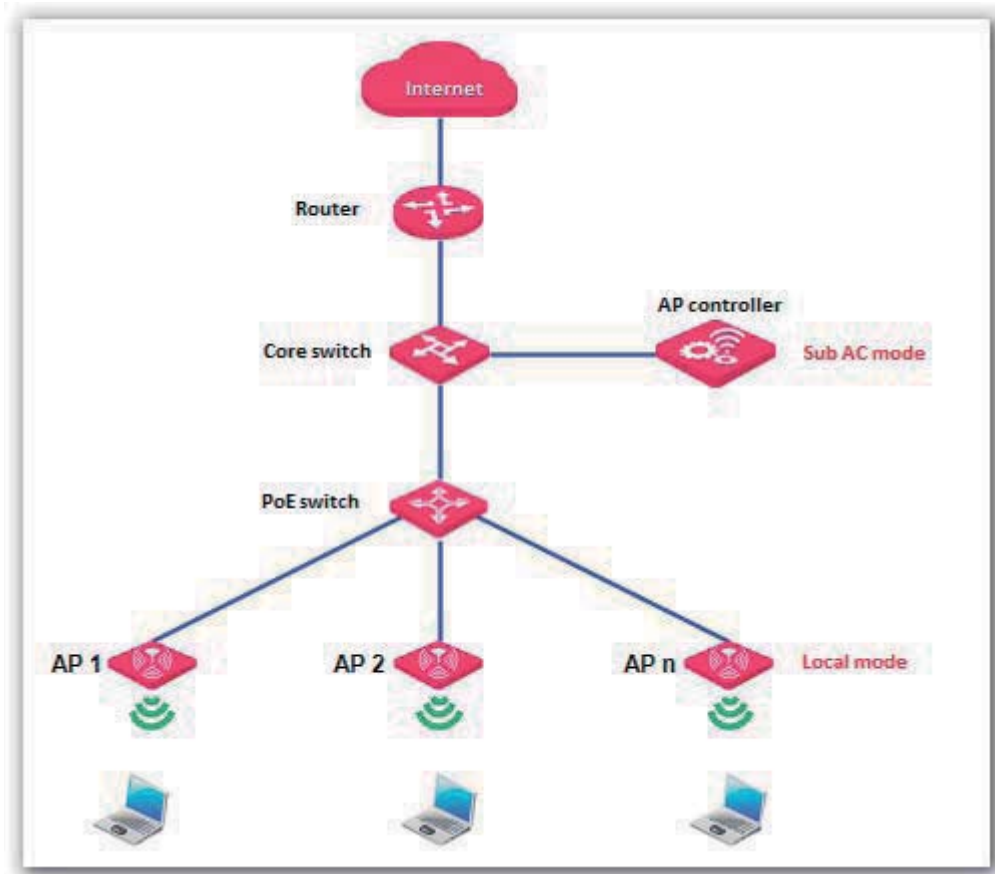 Internet
Router
AP controller
Core switch
Sub AC mode
PoE switch
AP 1
AP 2
AP n
Local mode